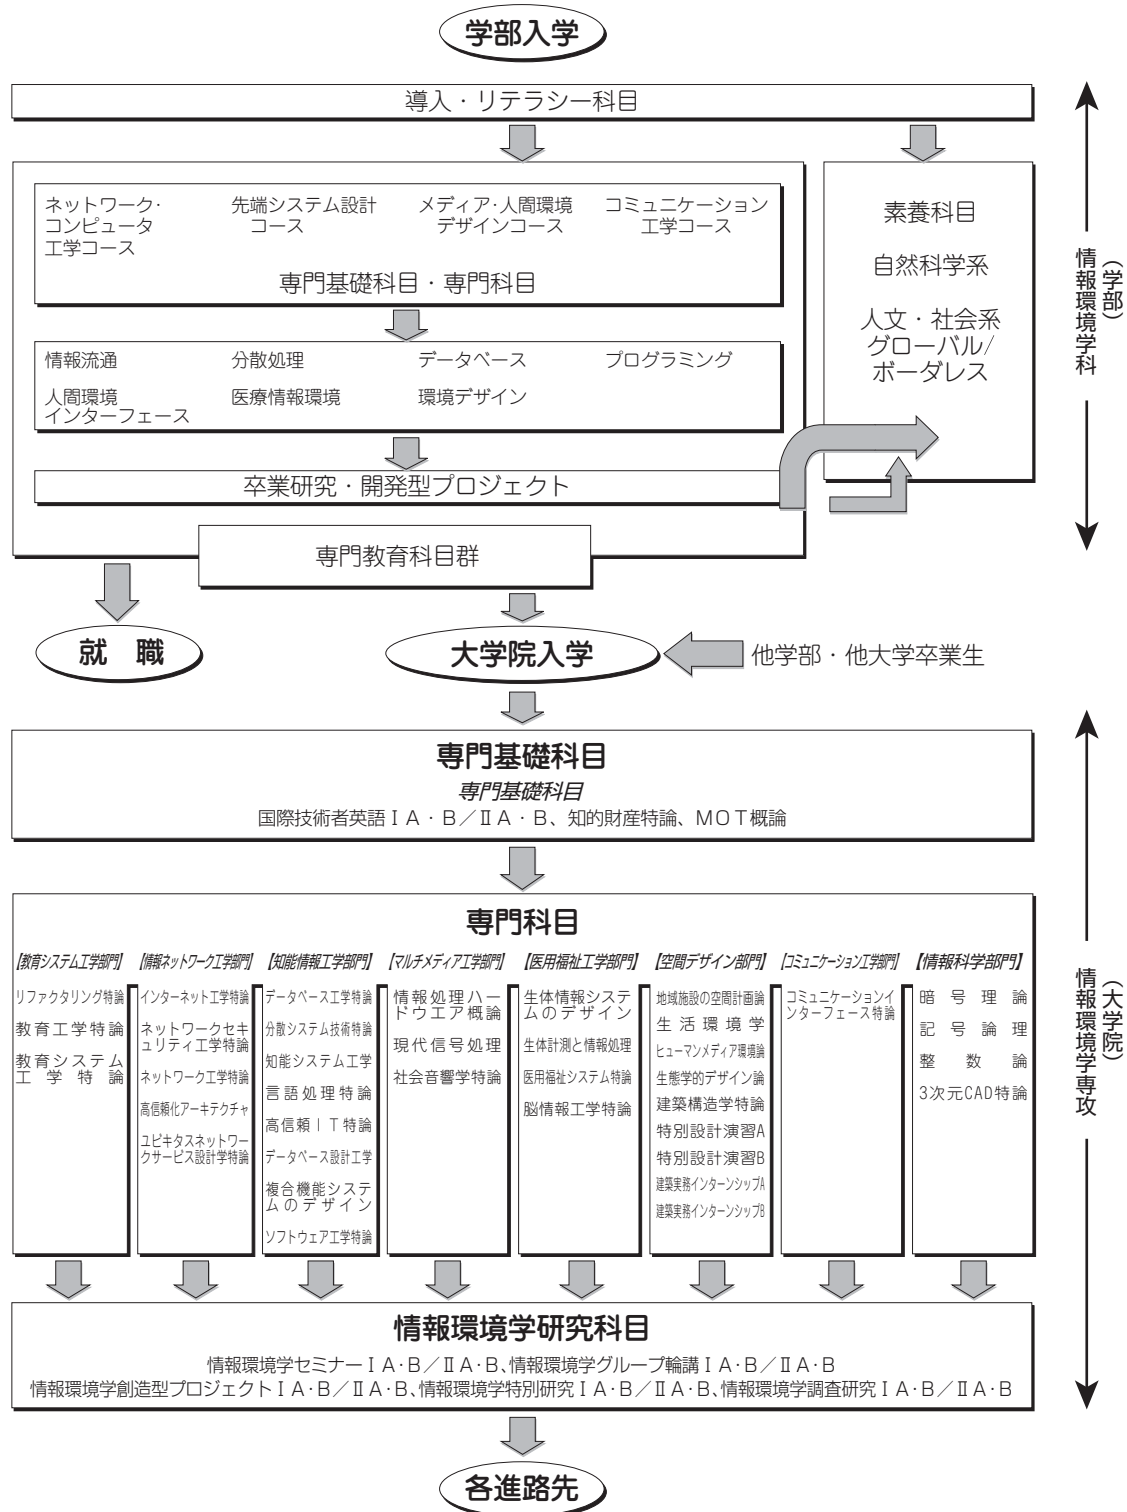 学部入学
導入・リテラシー科目
ネットワーク・
コンピュータ
工学コース
先端システム設計
コース
メディア・人間環境
デザインコース
コミュニケーション
工学コース
専門基礎科目・専門科目
情報流通
分散処理
データベース
プログラミング
人間環境
インターフェース
医療情報環境
環境デザイン
卒業研究・開発型プロジェクト
専門教育科目群
素養科目
自然科学系
人文・社会系
グローバル/
ボーダレス
(学部)
情報環境学科
就　職
大学院入学
他学部・他大学卒業生
専門基礎科目
専門基礎科目
国際技術者英語ⅠA・B/ⅡA・B、知的財産特論、MOT概論
専門科目
【教育システム工学部門】
リファクタリング特論
教育工学特論
教育システム
工学特論
【情報ネットワーク工学部門】
インターネット工学特論
ネットワークセキ
ュリティ工学特論
ネットワーク工学特論
高信頼化アーキテクチャ
ユビキタスネットワー
クサービス設計学特論
【知能情報工学部門】
データベース工学特論
分散システム技術特論
知能システム工学
言語処理特論
高信頼IT特論
データベース設計工学
複合機能システ
ムのデザイン
ソフトウェア工学特論
【マルチメディア工学部門】
情報処理ハー
ドウエア概論
現代信号処理
社会音響学特論
【医用福祉工学部門】
生体情報システ
ムのデザイン
生体計測と情報処理
医用福祉システム特論
脳情報工学特論
【空間デザイン部門】
地域施設の空間計画論
生活環境学
ヒューマンメディア環境論
生態学的デザイン論
建築構造学特論
特別設計演習A
特別設計演習B
建築実務インターンシップA
建築実務インターンシップB
【コミュニケーション工学部門】
コミュニケーションイ
ンターフェース特論
【情報科学部門】
暗号理論
記号論理
整数論
3次元CAD特論
(大学院)
情報環境学専攻
情報環境学研究科目
情報環境学セミナーⅠA・B/ⅡA・B、情報環境学グループ輪講ⅠA・B/ⅡA・B
情報環境学創造型プロジェクトⅠA・B/ⅡA・B、情報環境学特別研究ⅠA・B/ⅡA・B、情報環境学調査研究ⅠA・B/ⅡA・B
各進路先